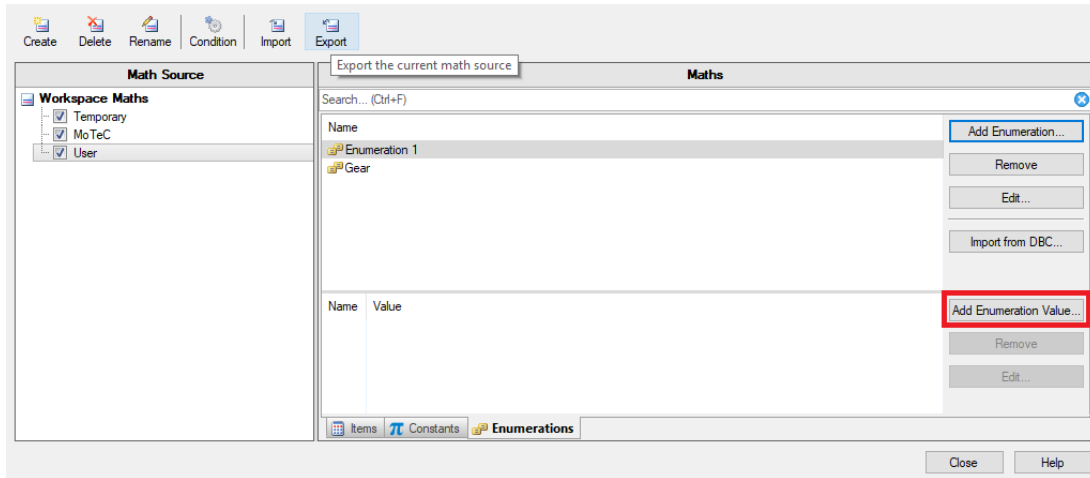 Create Delete Rename Condition Import Export
Export the current math source
Math Source
Maths
Workspace Maths
Temporary
MoTeC
User
Search... (Ctrl+F)
Name
Enumeration 1
Gear
Add Enumeration...
Remove
Edit...
Import from DBC...
Name Value
Add Enumeration Value...
Remove
Edit...
Items Constants Enumerations
Close Help